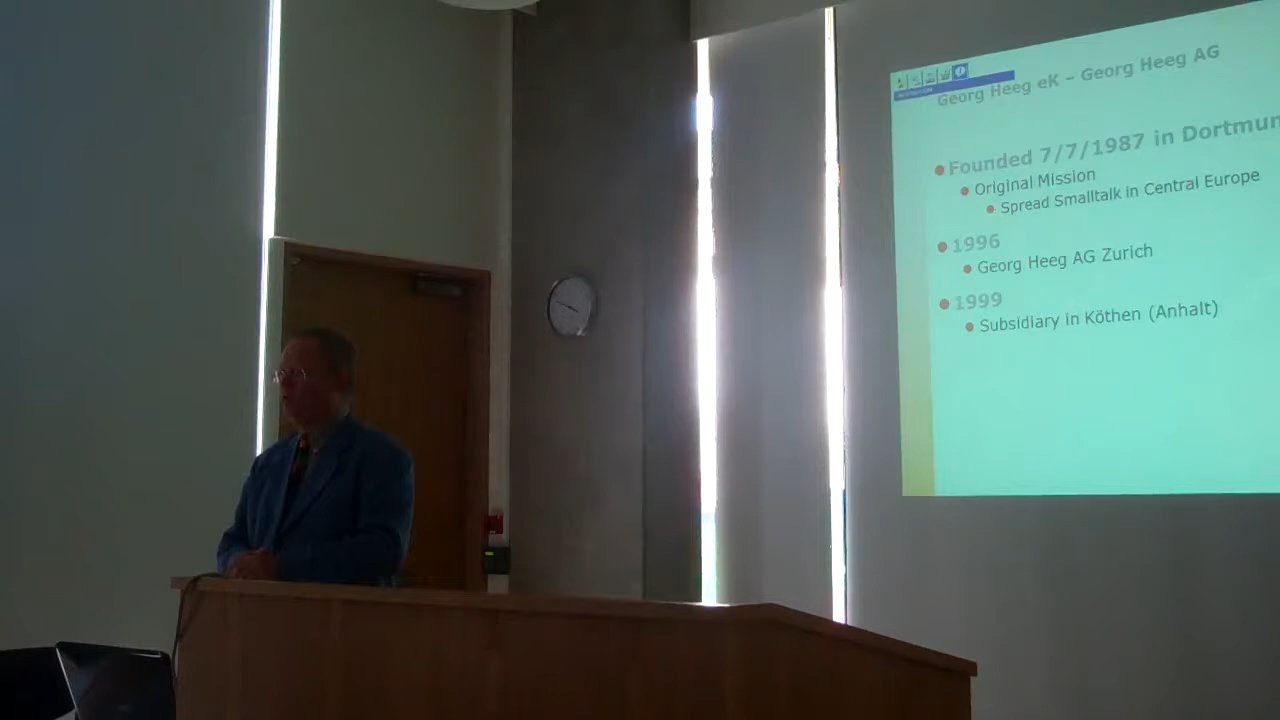 Georg Heeg eK – Georg Heeg AG
Founded 7/7/1987 in Dortmun
Original Mission
Spread Smalltalk in Central Europe
1996
Georg Heeg AG Zurich
1999
Subsidiary in Köthen (Anhalt)